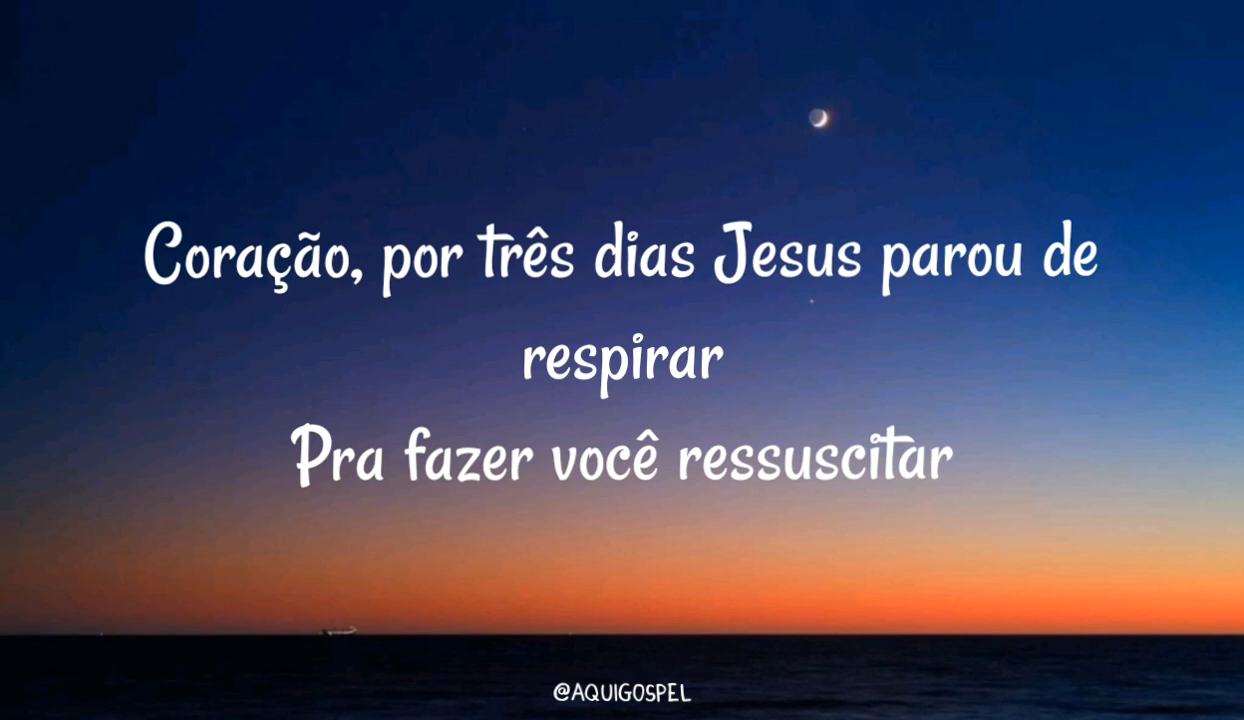 Coração, por três dias Jesus parou de
respirar
Pra fazer você ressuscitar
@AQUIGOSPEL